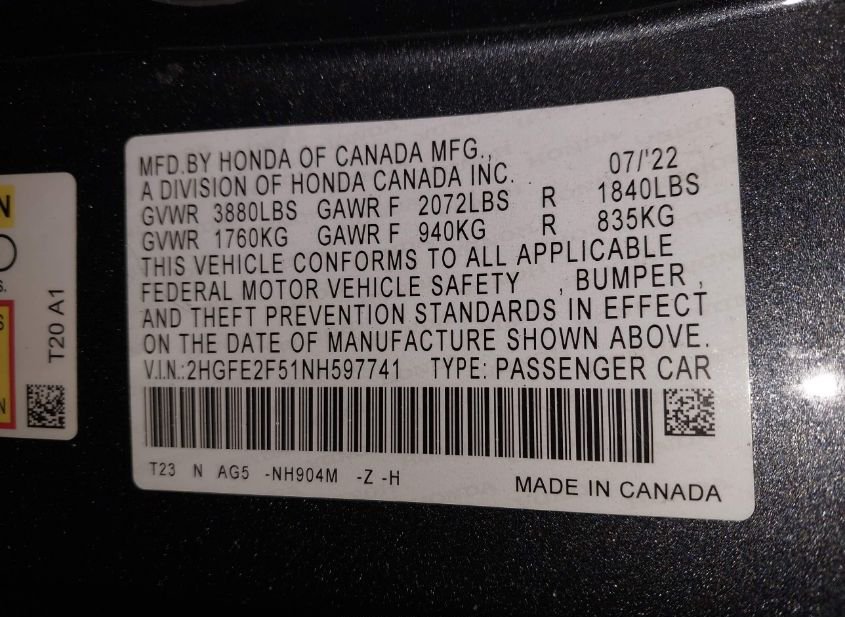 MFD.BY HONDA OF CANADA MFG., 07/'22
A DIVISION OF HONDA CANADA INC.
GVWR 3880LBS GAWR F 2072LBS R 1840LBS
GVWR 1760KG GAWR F 940KG R 835KG
THIS VEHICLE CONFORMS TO ALL APPLICABLE
FEDERAL MOTOR VEHICLE SAFETY , BUMPER ,
AND THEFT PREVENTION STANDARDS IN EFFECT
ON THE DATE OF MANUFACTURE SHOWN ABOVE.
V.I.N.:2HGFE2F51NH597741 TYPE: PASSENGER CAR
T23 N AG5 -NH904M -Z -H
MADE IN CANADA
T20 A1